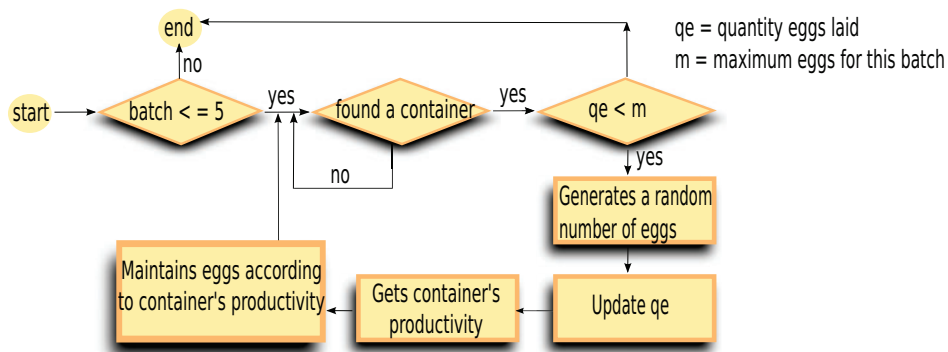 end
qe = quantity eggs laid
m = maximum eggs for this batch
no
start
batch < = 5
yes
found a container
yes
qe < m
no
yes
Generates a random
number of eggs
Maintains eggs according
to container's productivity
Gets container's
productivity
Update qe